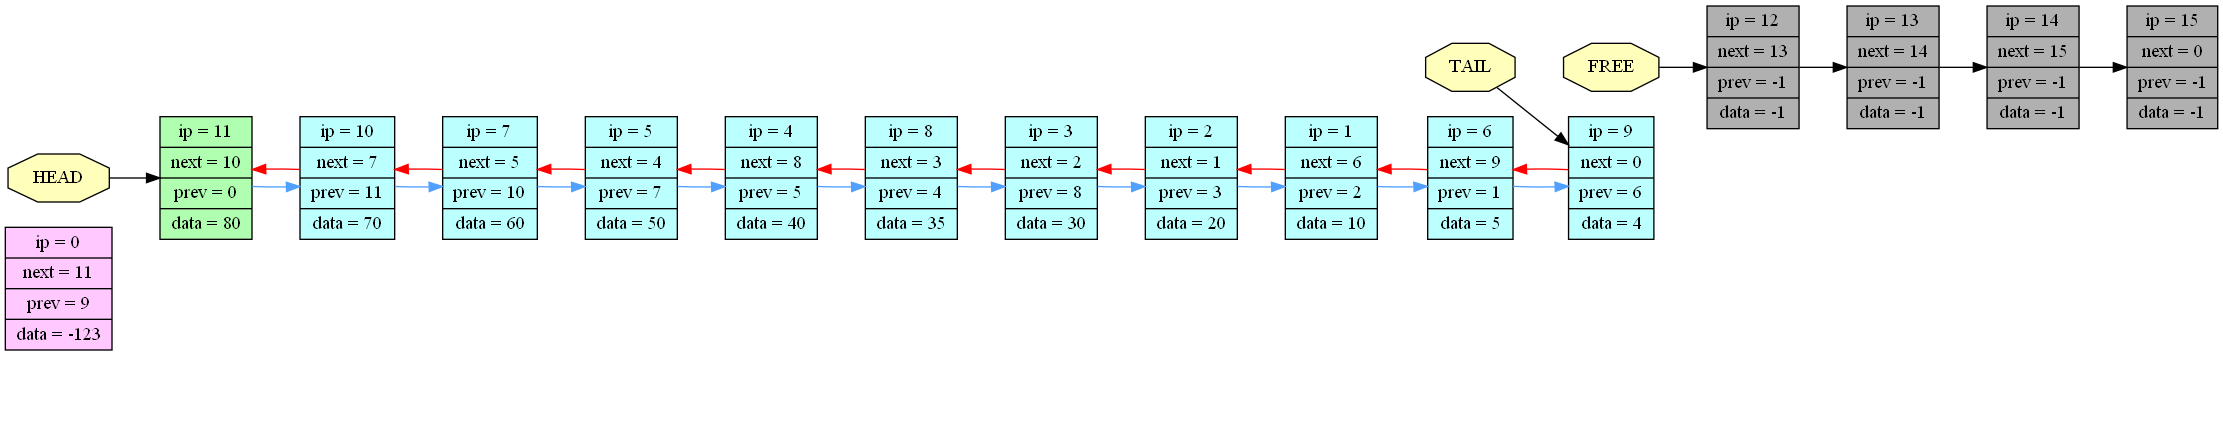 HEAD
ip = 11
next = 10
prev = 0
data = 80
ip = 10
next = 7
prev = 11
data = 70
ip = 7
next = 5
prev = 10
data = 60
ip = 5
next = 4
prev = 7
data = 50
ip = 4
next = 8
prev = 5
data = 40
ip = 8
next = 3
prev = 4
data = 35
ip = 3
next = 2
prev = 8
data = 30
ip = 2
next = 1
prev = 3
data = 20
ip = 1
next = 6
prev = 2
data = 10
ip = 6
next = 9
prev = 1
data = 5
TAIL
ip = 9
next = 0
prev = 6
data = 4
FREE
ip = 12
next = 13
prev = -1
data = -1
ip = 13
next = 14
prev = -1
data = -1
ip = 14
next = 15
prev = -1
data = -1
ip = 15
next = 0
prev = -1
data = -1
ip = 0
next = 11
prev = 9
data = -123